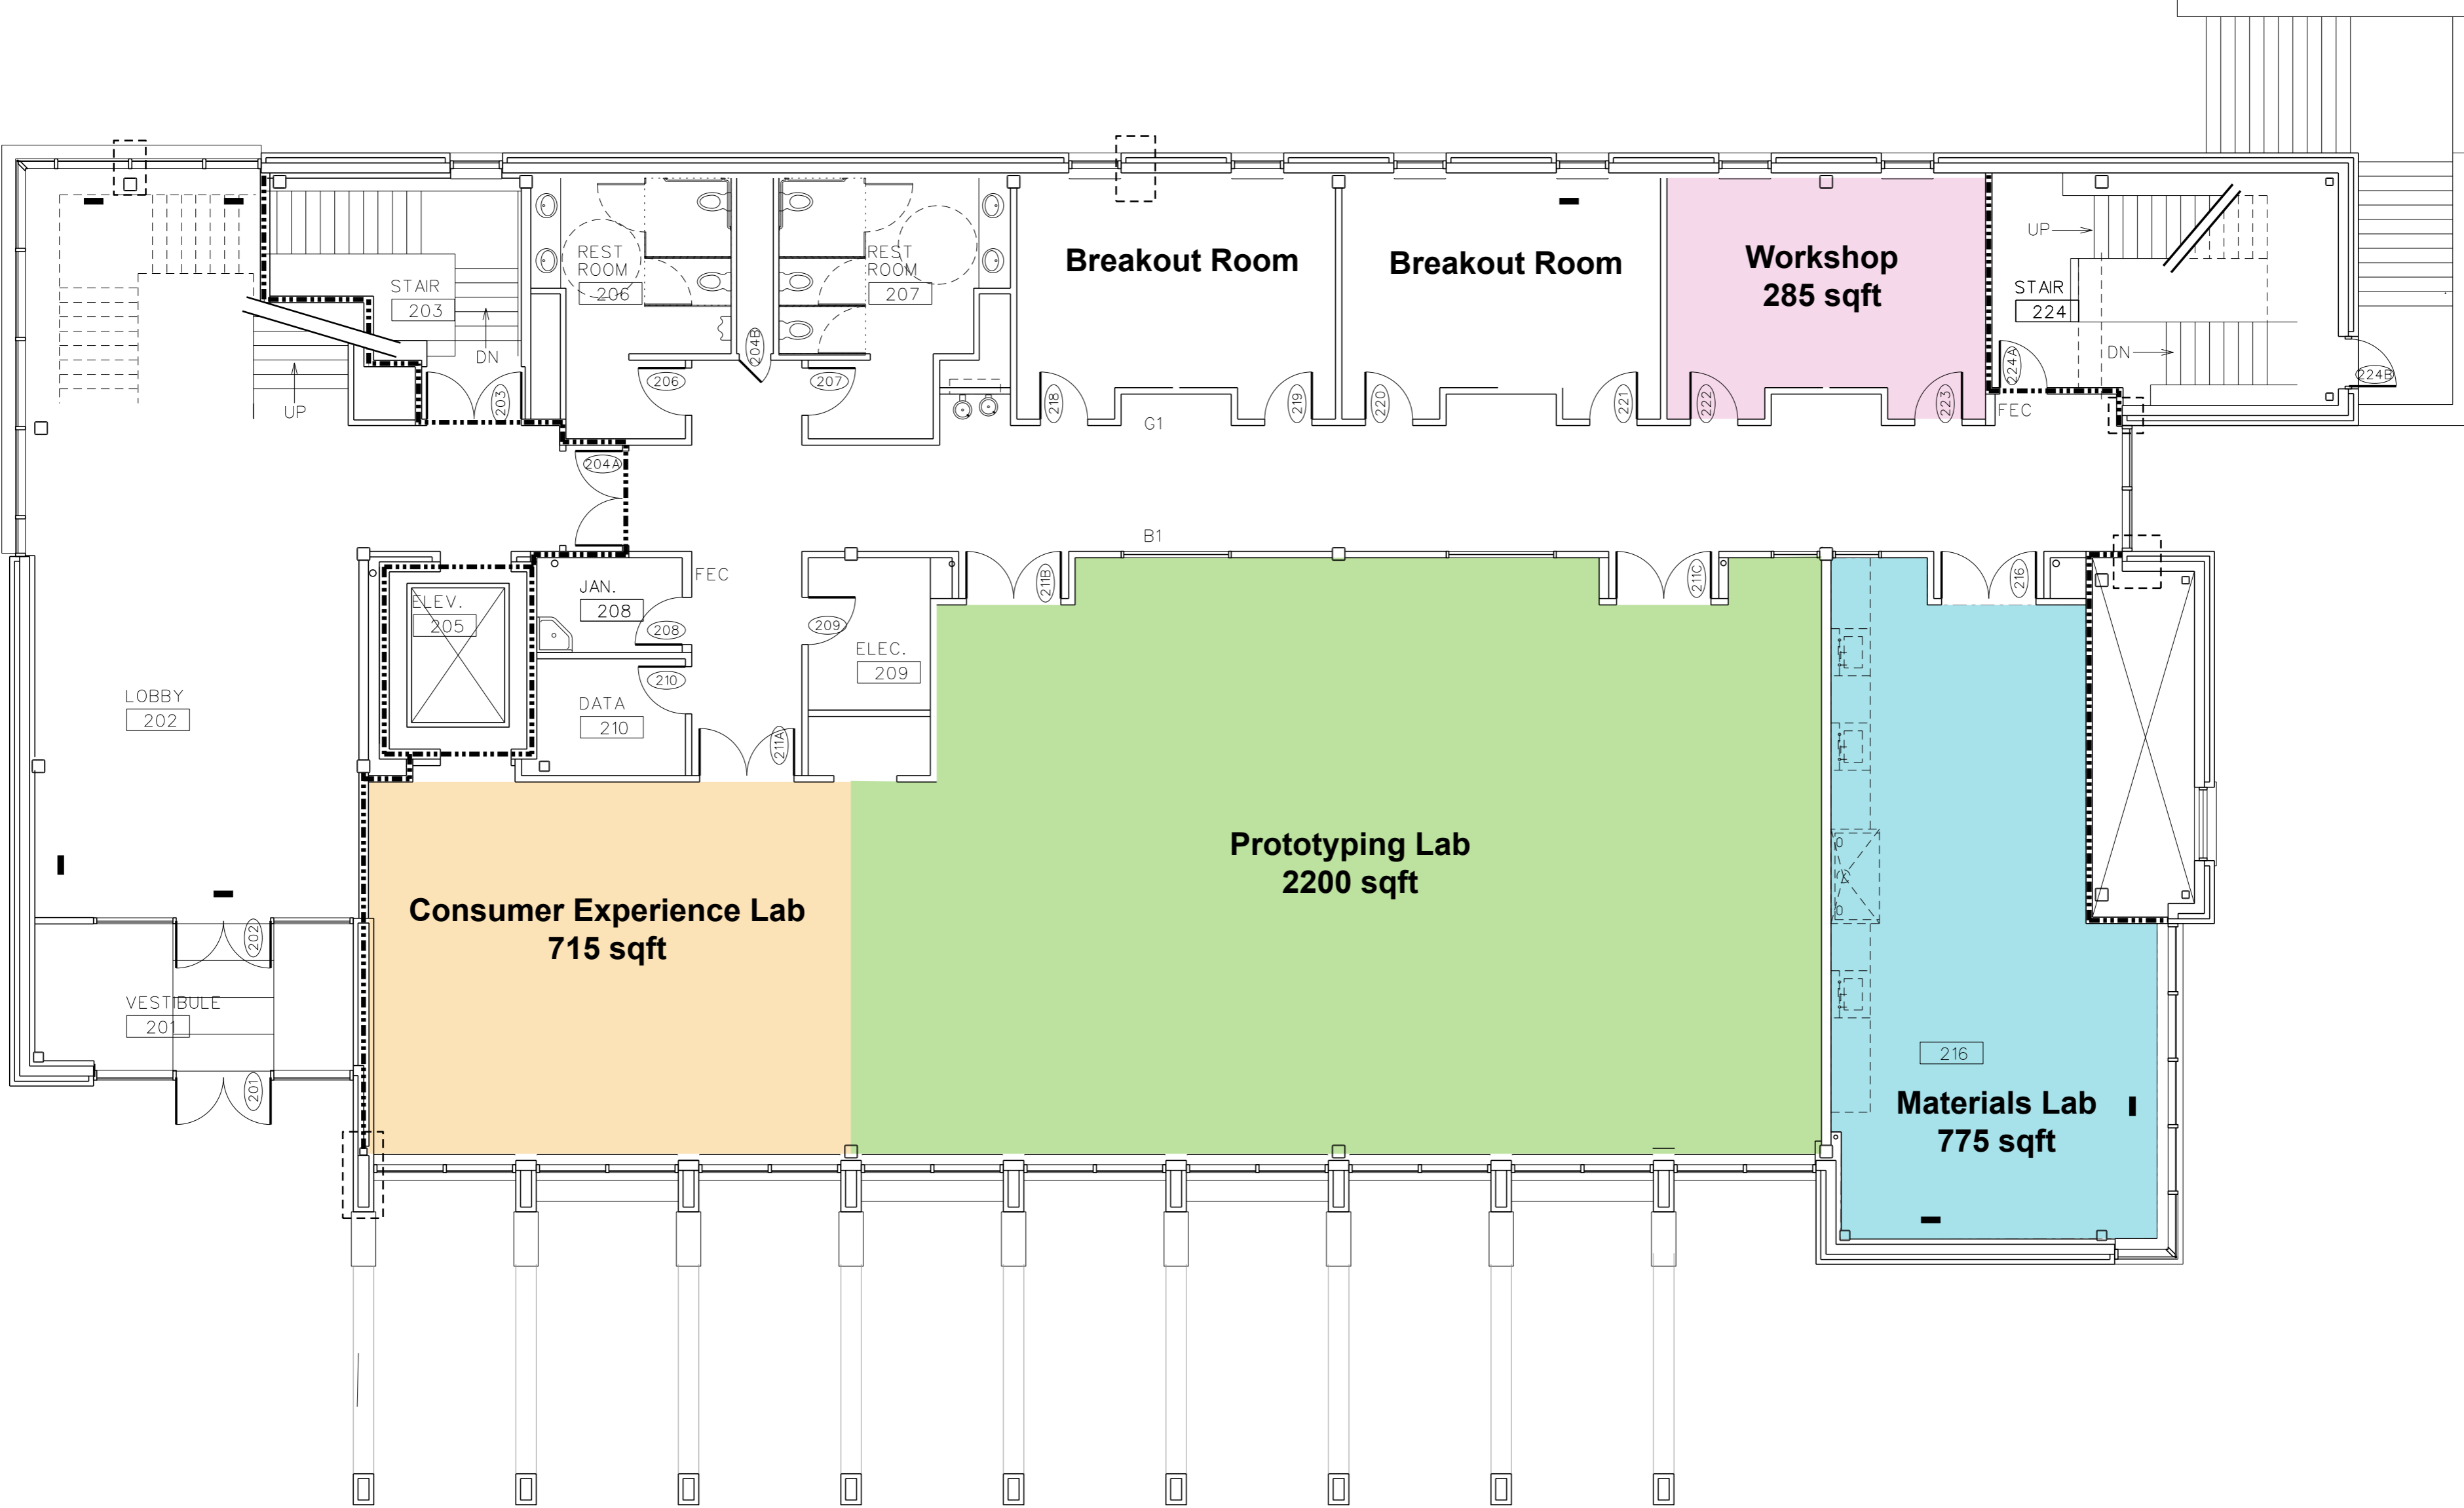 REST
ROOM
206
REST
ROOM
207
Breakout Room
Breakout Room
Workshop
285 sqft
UP
STAIR
224
DN
224A
224B
FEC
STAIR
203
DN
UP
203
204B
206
207
218
219
220
221
222
223
G1
204A
B1
FEC
ELEV.
205
JAN.
208
208
209
ELEC.
209
211B
211C
216
DATA
210
210
211A
LOBBY
202
Prototyping Lab
2200 sqft
Consumer Experience Lab
715 sqft
202
VESTIBULE
201
201
216
Materials Lab
775 sqft